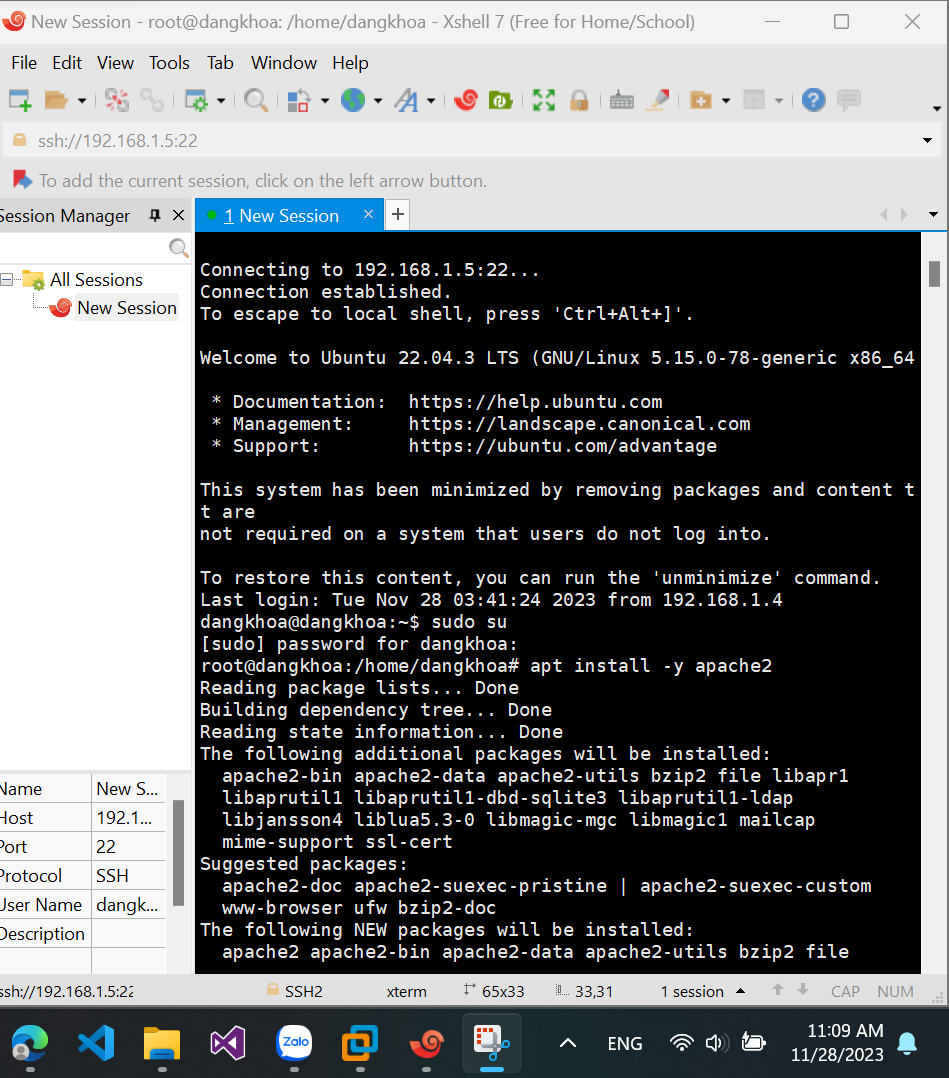 New Session - root@dangkhoa: /home/dangkhoa - Xshell 7 (Free for Home/School)
File Edit View Tools Tab Window Help
ssh://192.168.1.5:22
To add the current session, click on the left arrow button.
Session Manager
1 New Session
All Sessions
New Session
Connecting to 192.168.1.5:22...
Connection established.
To escape to local shell, press 'Ctrl+Alt+]'.
Welcome to Ubuntu 22.04.3 LTS (GNU/Linux 5.15.0-78-generic x86_64
* Documentation: https://help.ubuntu.com
* Management: https://landscape.canonical.com
* Support: https://ubuntu.com/advantage
This system has been minimized by removing packages and content t
t are
not required on a system that users do not log into.
To restore this content, you can run the 'unminimize' command.
Last login: Tue Nov 28 03:41:24 2023 from 192.168.1.4
dangkhoa@dangkhoa:~$ sudo su
[sudo] password for dangkhoa:
root@dangkhoa:/home/dangkhoa# apt install -y apache2
Reading package lists... Done
Building dependency tree... Done
Reading state information... Done
The following additional packages will be installed:
apache2-bin apache2-data apache2-utils bzip2 file libapr1
libaprutil1 libaprutil1-dbd-sqlite3 libaprutil1-ldap
libjansson4 liblua5.3-0 libmagic-mgc libmagic1 mailcap
mime-support ssl-cert
Suggested packages:
apache2-doc apache2-suexec-pristine | apache2-suexec-custom
www-browser ufw bzip2-doc
The following NEW packages will be installed:
apache2 apache2-bin apache2-data apache2-utils bzip2 file
Name New S...
Host 192.1...
Port 22
Protocol SSH
User Name dangk...
Description
ssh://192.168.1.5:22 SSH2 xterm 65x33 33,31 1 session CAP NUM
Zalo ENG 11:09 AM
11/28/2023